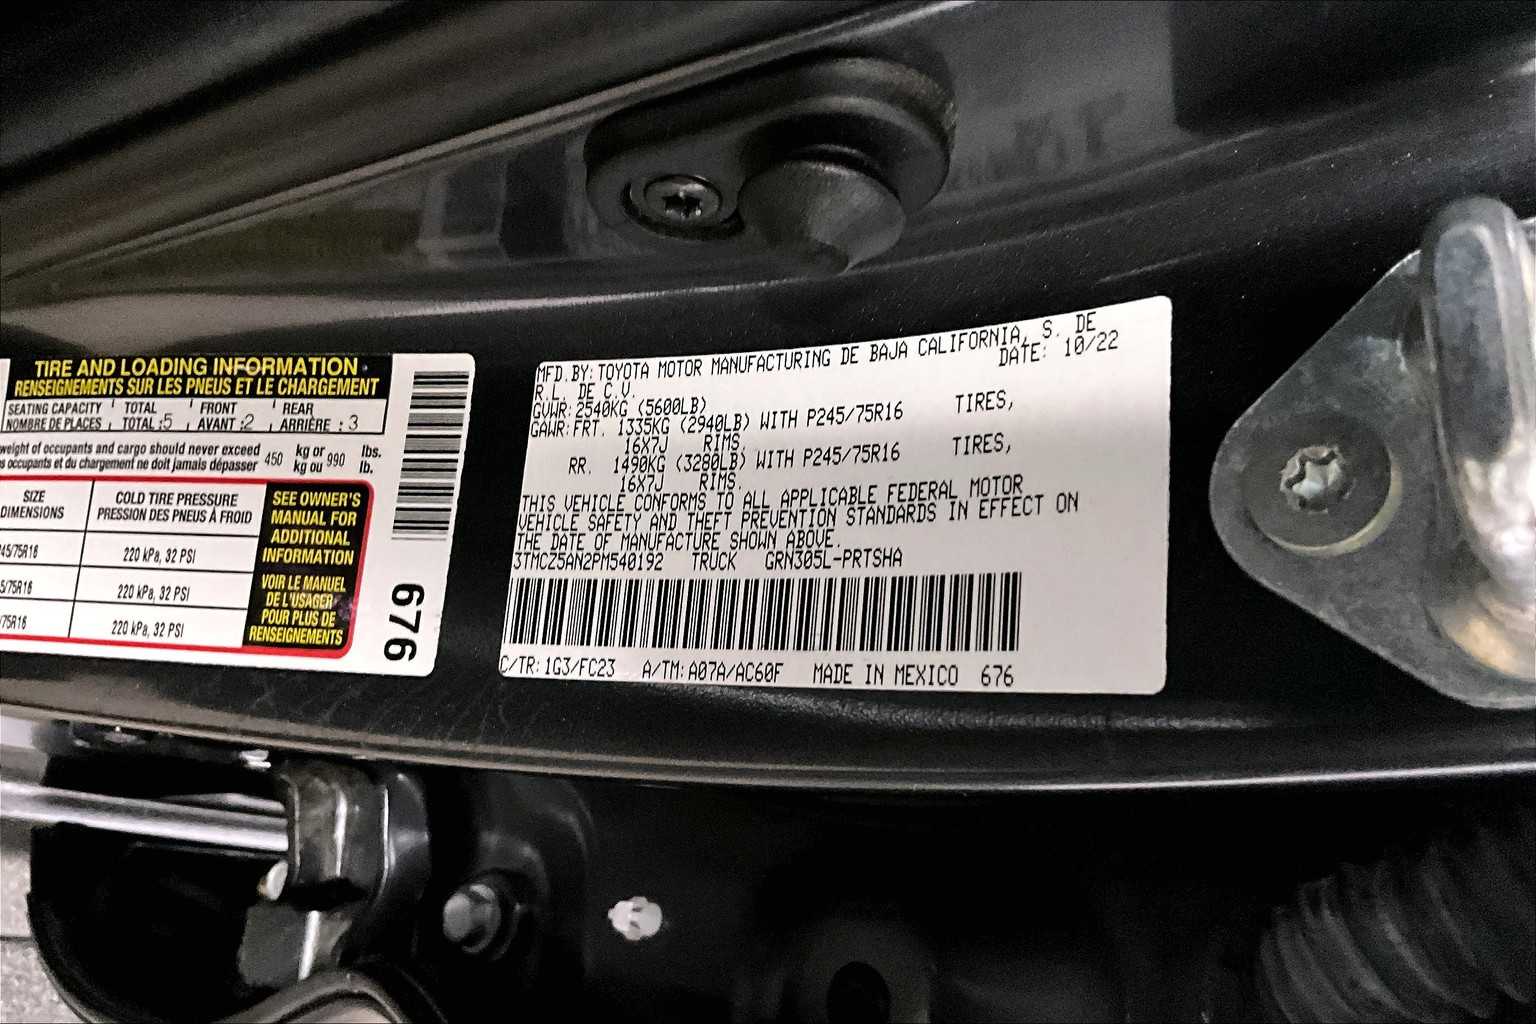 TIRE AND LOADING INFORMATION
RENSEIGNEMENTS SUR LES PNEUS ET LE CHARGEMENT
SEATING CAPACITY TOTAL FRONT REAR
NOMBRE DE PLACES TOTAL :5 AVANT :2 ARRIÈRE : 3
weight of occupants and cargo should never exceed 450 kg or 990 lbs.
occupants et du chargement ne doit jamais dépasser kg ou lb.
SIZE
DIMENSIONS
COLD TIRE PRESSURE
PRESSION DES PNEUS À FROID
220 kPa, 32 PSI
5/75R16 220 kPa, 32 PSI
/75R16 220 kPa, 32 PSI
SEE OWNER'S
MANUAL FOR
ADDITIONAL
INFORMATION
VOIR LE MANUEL
DE L'USAGER
POUR PLUS DE
RENSEIGNEMENTS
676
MFD.BY:TOYOTA MOTOR MANUFACTURING DE BAJA CALIFORNIA, S. DE
R.L. DE C.V. DATE: 10/22
GVWR:2540KG (5600LB)
GAWR:FRT. 1335KG (2940LB) WITH P245/75R16 TIRES,
16X7J RIMS.
RR. 1490KG (3280LB) WITH P245/75R16 TIRES,
16X7J RIMS.
THIS VEHICLE CONFORMS TO ALL APPLICABLE FEDERAL MOTOR
VEHICLE SAFETY AND THEFT PREVENTION STANDARDS IN EFFECT ON
THE DATE OF MANUFACTURE SHOWN ABOVE.
3TMCZ5AN2PM540192 TRUCK GRN305L-PRTSHA
C/TR:1G3/FC23 A/TM:A07A/AC60F MADE IN MEXICO 676